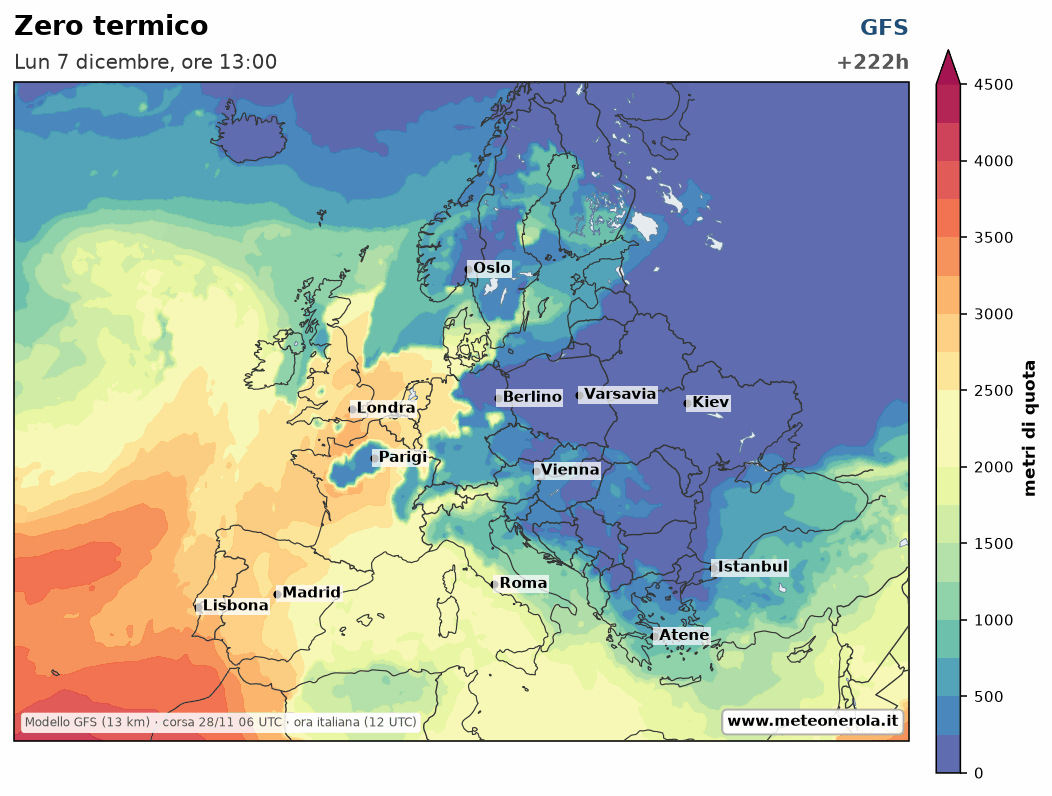 Zero termico
GFS
Lun 7 dicembre, ore 13:00
+222h
4500
4000
3500
3000
2500
2000
1500
1000
500
0
metri di quota
Oslo
Berlino
Varsavia
Kiev
Londra
Parigi
Vienna
Istanbul
Roma
Madrid
Lisbona
Atene
Modello GFS (13 km) · corsa 28/11 06 UTC · ora italiana (12 UTC)
www.meteonerola.it